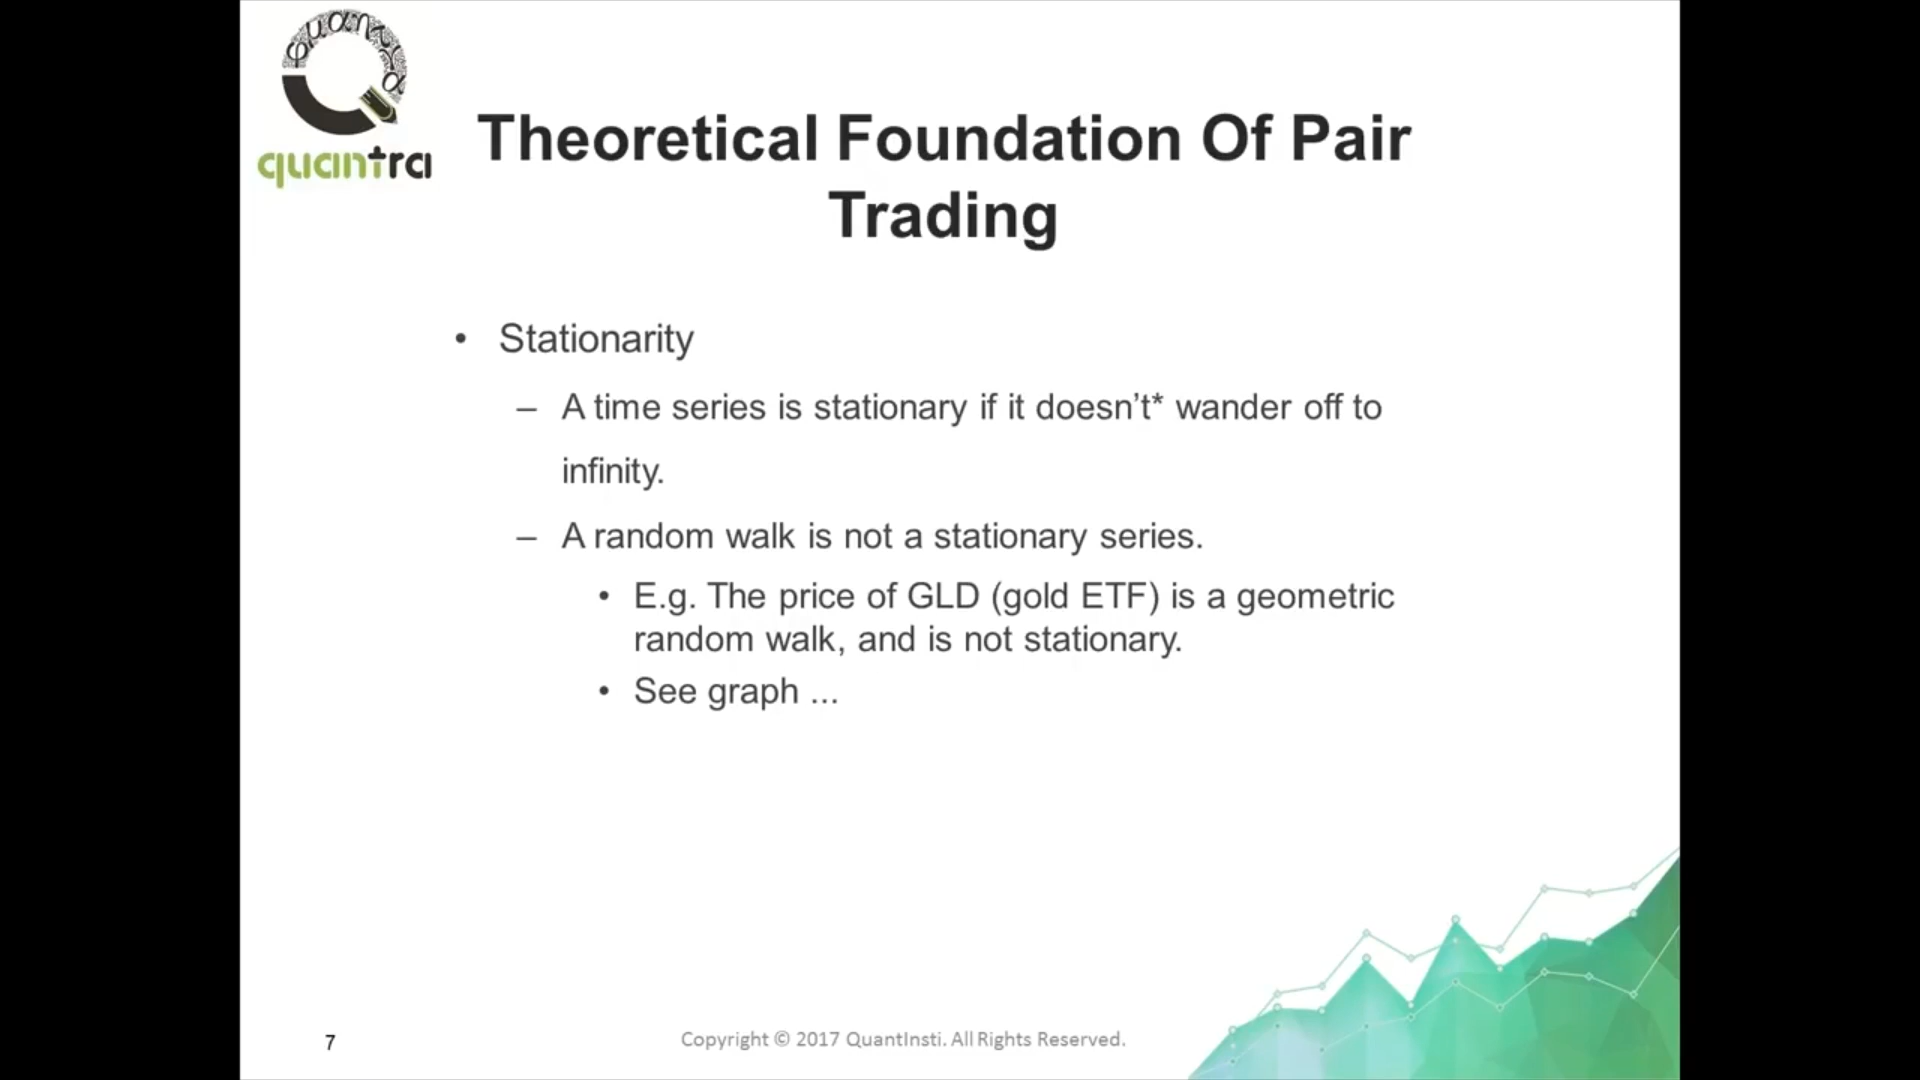 quantra
Theoretical Foundation Of Pair
Trading
• Stationarity
– A time series is stationary if it doesn’t* wander off to
infinity.
– A random walk is not a stationary series.
• E.g. The price of GLD (gold ETF) is a geometric
random walk, and is not stationary.
• See graph ...
7
Copyright © 2017 QuantInsti. All Rights Reserved.